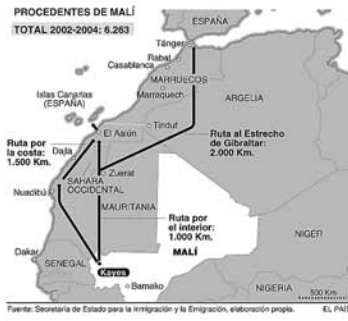 PROCEDENTES DE MALÍ
TOTAL 2002-2004: 6.263
ESPAÑA
Tánger
Rabat
Casablanca
MARRUECOS
Marraquech
Islas Canarias
(ESPAÑA)
ARGELIA
Tinduf
El Aaiún
Ruta por
la costa:
1.500 Km.
Ruta al Estrecho
de Gibraltar:
2.000 Km.
Dajla
Zuerat
SAHARA
OCCIDENTAL
Nuadibú
MAURITANIA
Ruta por
el interior:
1.000 Km.
MALÍ
NIGER
Dakar
SENEGAL
Kayes
Bamako
NIGERIA
500 Km.
Fuente: Secretaría de Estado para la Inmigración y la Emigración, elaboración propia.
EL PAÍS